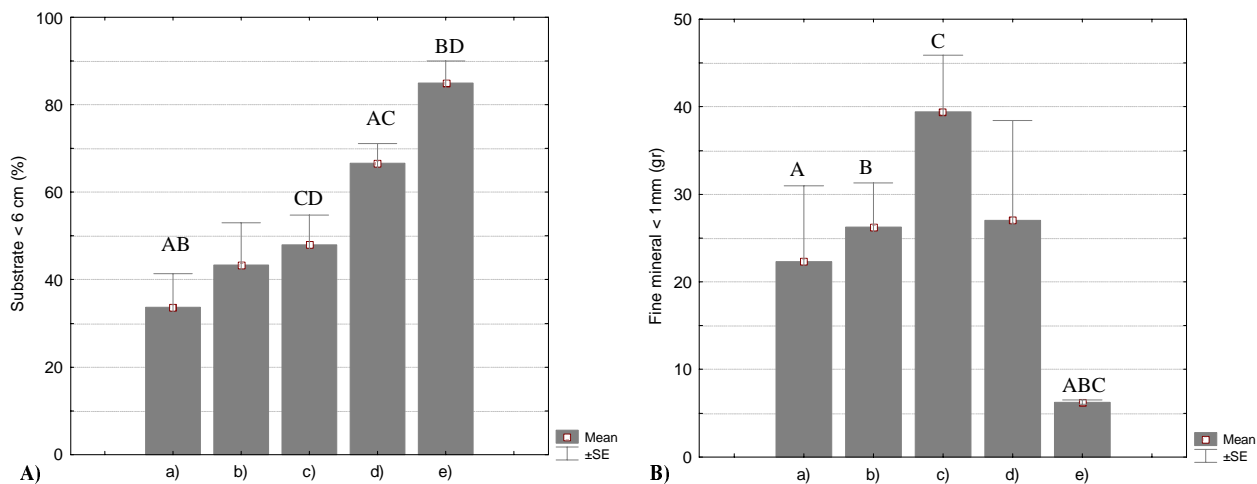 Substrate < 6 cm (%)
100
80
60
40
20
0
AB
CD
AC
BD
a) b) c) d) e)
Mean
±SE
A)
Fine mineral < 1mm (gr)
50
40
30
20
10
0
A
B
C
ABC
a) b) c) d) e)
Mean
±SE
B)